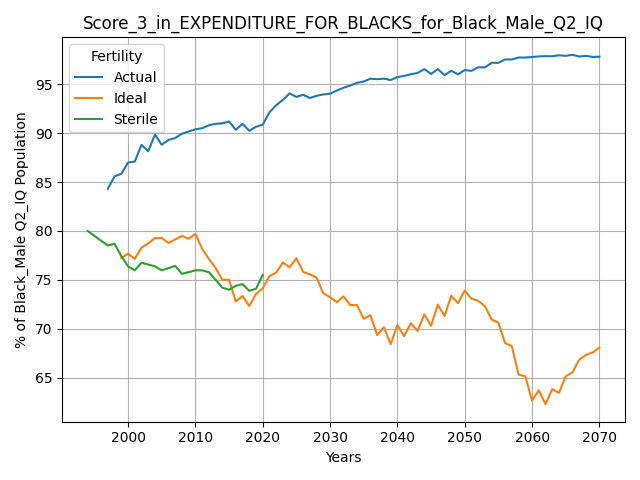 Score_3_in_EXPENDITURE_FOR_BLACKS_for_Black_Male_Q2_IQ
Fertility
Actual
Ideal
Sterile
% of Black_Male Q2_IQ Population
95
90
85
80
75
70
65
2000 2010 2020 2030 2040 2050 2060 2070
Years